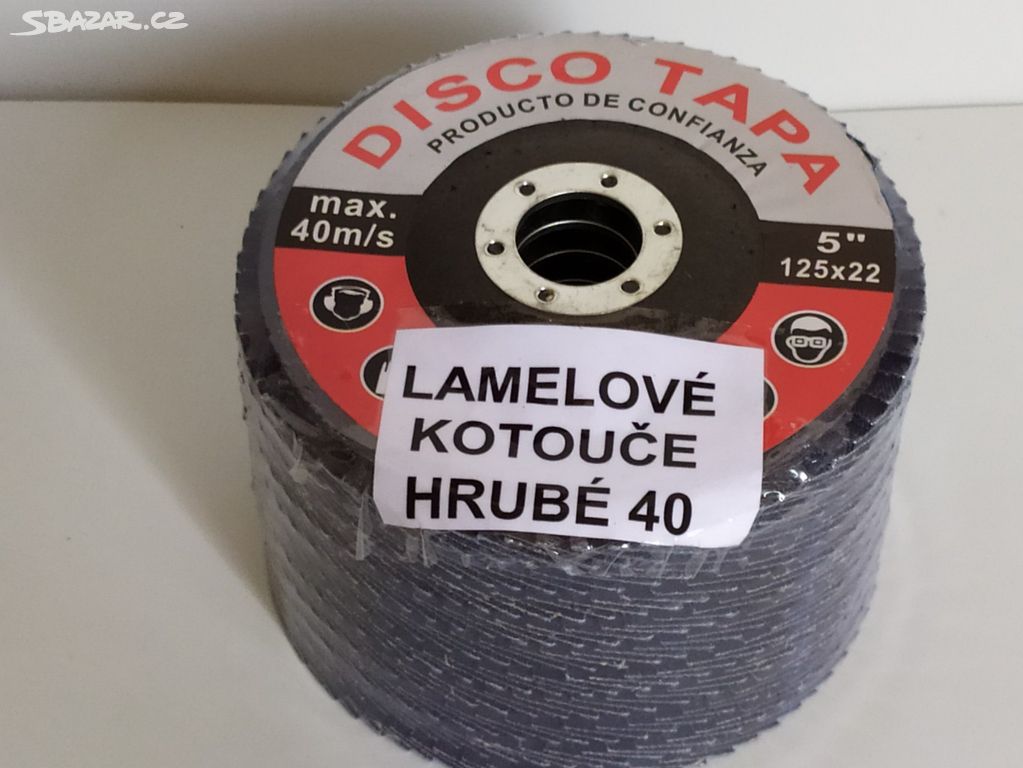 SBAZAR.CZ
DISCO TAPA
PRODUCTO DE CONFIANZA
max.
40m/s
5"
125x22
LAMELOVÉ
KOTOUČE
HRUBÉ 40